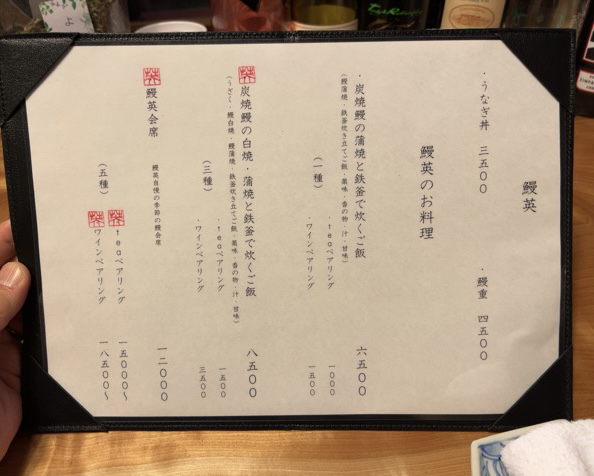 鰻英
・うなぎ丼 三五〇〇
・鰻重 四五〇〇
鰻英のお料理
・炭焼鰻の蒲焼と鉄釜で炊くご飯 六五〇〇
(鰻蒲焼・鉄釜炊き立てご飯・薬味・香の物・汁・甘味)
(一種)
・teaペアリング 一〇〇〇
・ワインペアリング 一五〇〇
炭焼鰻の白焼・蒲焼と鉄釜で炊くご飯 八五〇〇
(うざく・鰻白焼・鰻蒲焼・鉄釜炊き立てご飯・薬味・香の物・汁・甘味)
(三種)
・teaペアリング 一五〇〇
・ワインペアリング 三五〇〇
鰻英会席
鰻英自慢の季節の鰻会席 一二〇〇〇
(五種)
teaペアリング 一五〇〇〇〜
ワインペアリング 一八五〇〇〜